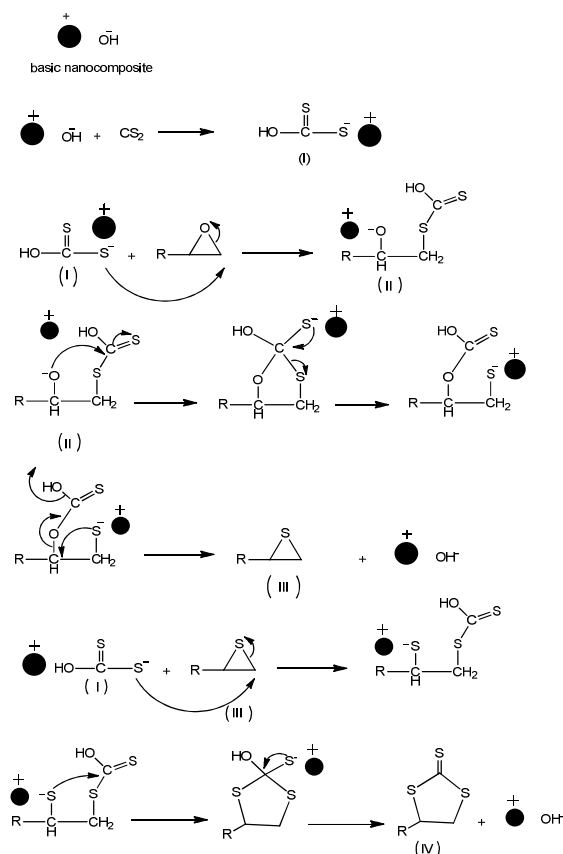 +
OH
basic nanocomposite
+ OH + CS2 S HO C S- +
(I)
S + HO C S- + R O
(I)
HO C S S + -O R C H CH2
(II)
+ HO C S S -O R C H CH2
(II)
HO S- + C O S R C H CH2
HO C S O S- + R C H CH2
HO C S O S- + R C H CH2
S R + + OH-
(III)
+ S HO C S- + S R
(I)
(III)
HO C S S + -S R C H CH2
+ HO C S S -S R C H CH2
HO S- + S S R
S S S R + + OH-
(IV)